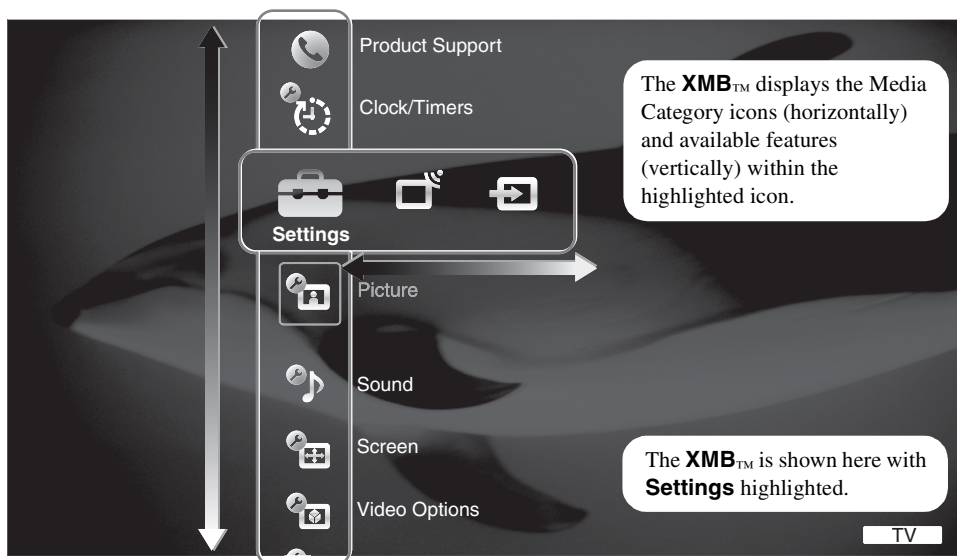 Product Support
Clock/Timers
The XMB™ displays the Media
Category icons (horizontally)
and available features
(vertically) within the
highlighted icon.
Settings
Picture
Sound
Screen
Video Options
The XMB™ is shown here with
Settings highlighted.
TV